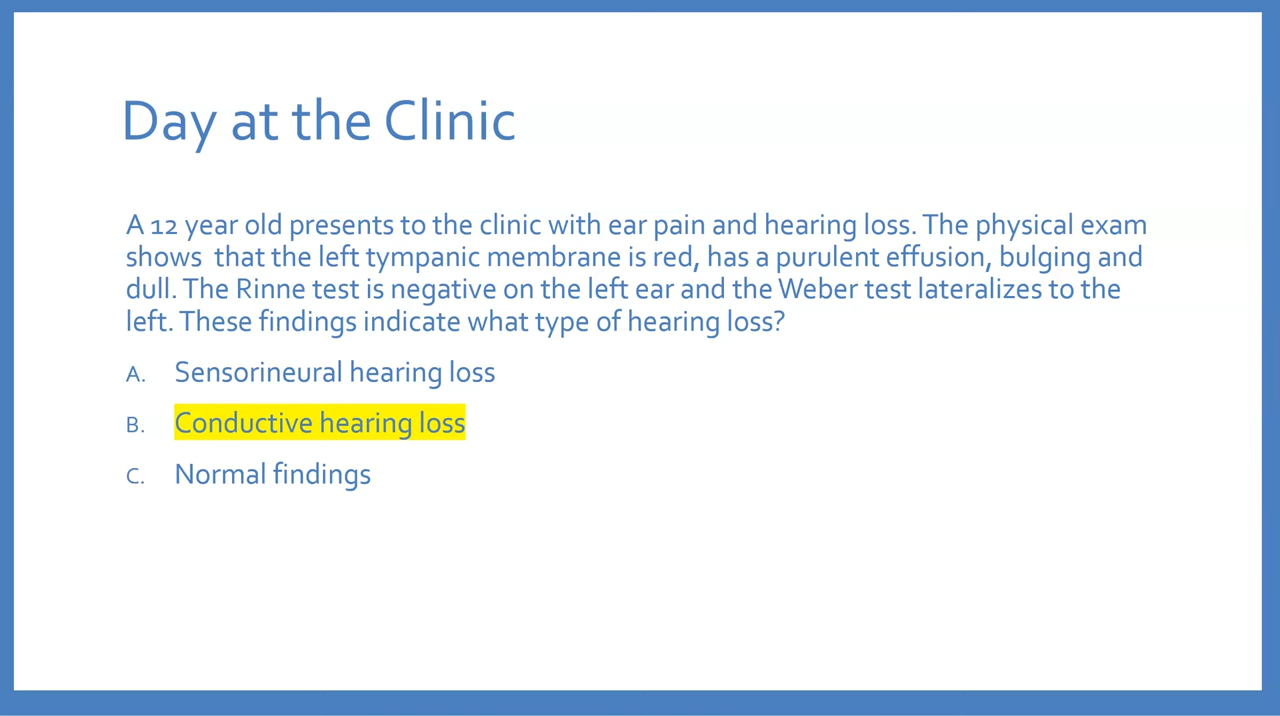 Day at the Clinic
A 12 year old presents to the clinic with ear pain and hearing loss. The physical exam
shows  that the left tympanic membrane is red, has a purulent effusion, bulging and
dull. The Rinne test is negative on the left ear and the Weber test lateralizes to the
left. These findings indicate what type of hearing loss?
A. Sensorineural hearing loss
B. Conductive hearing loss
C. Normal findings